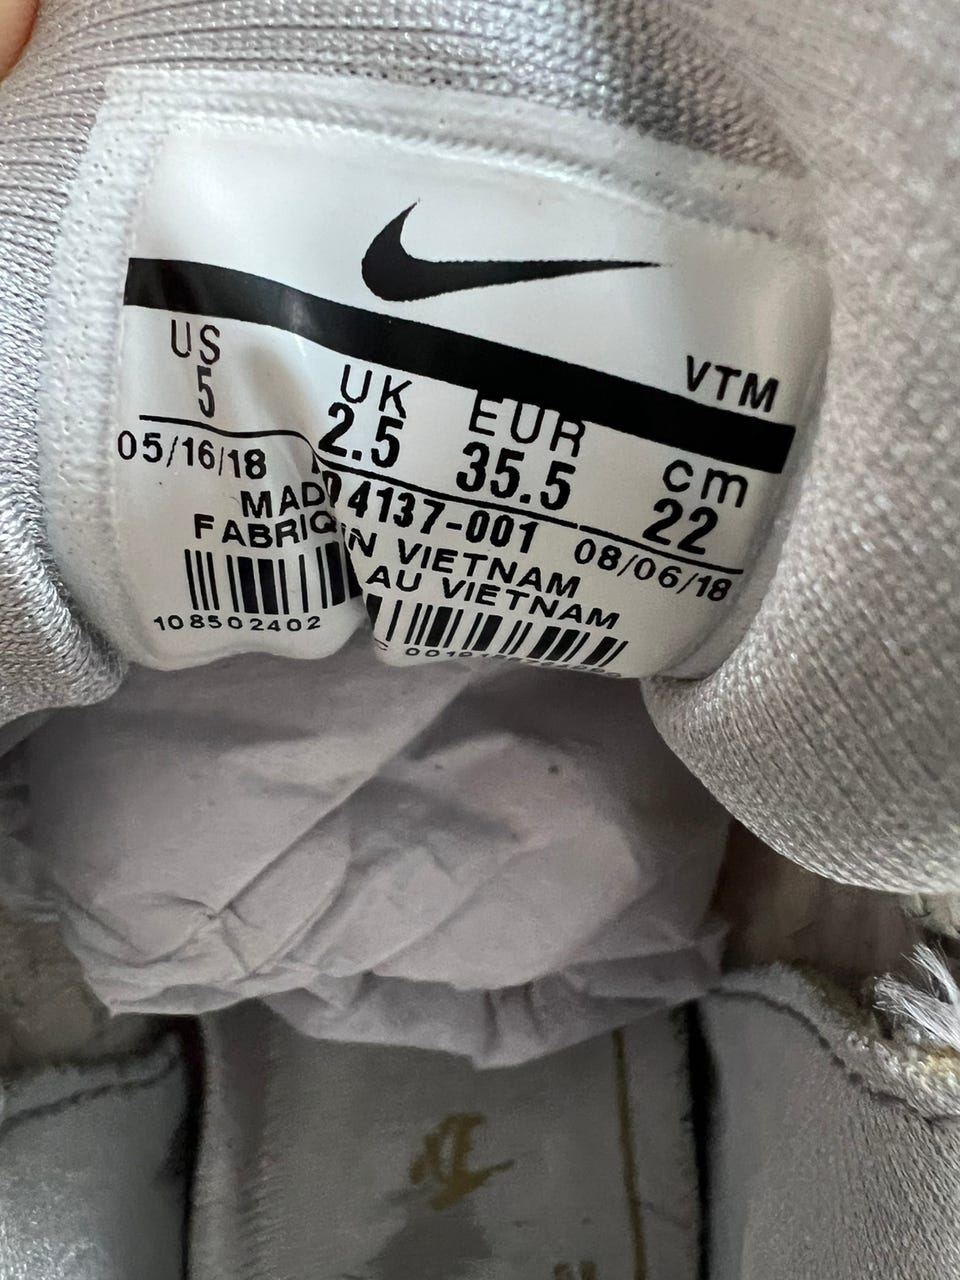 VTM
US UK EUR cm
5 2.5 35.5 22
05/16/18 4137-001 08/06/18
MAD N VIETNAM
FABRIQ AU VIETNAM
108502402